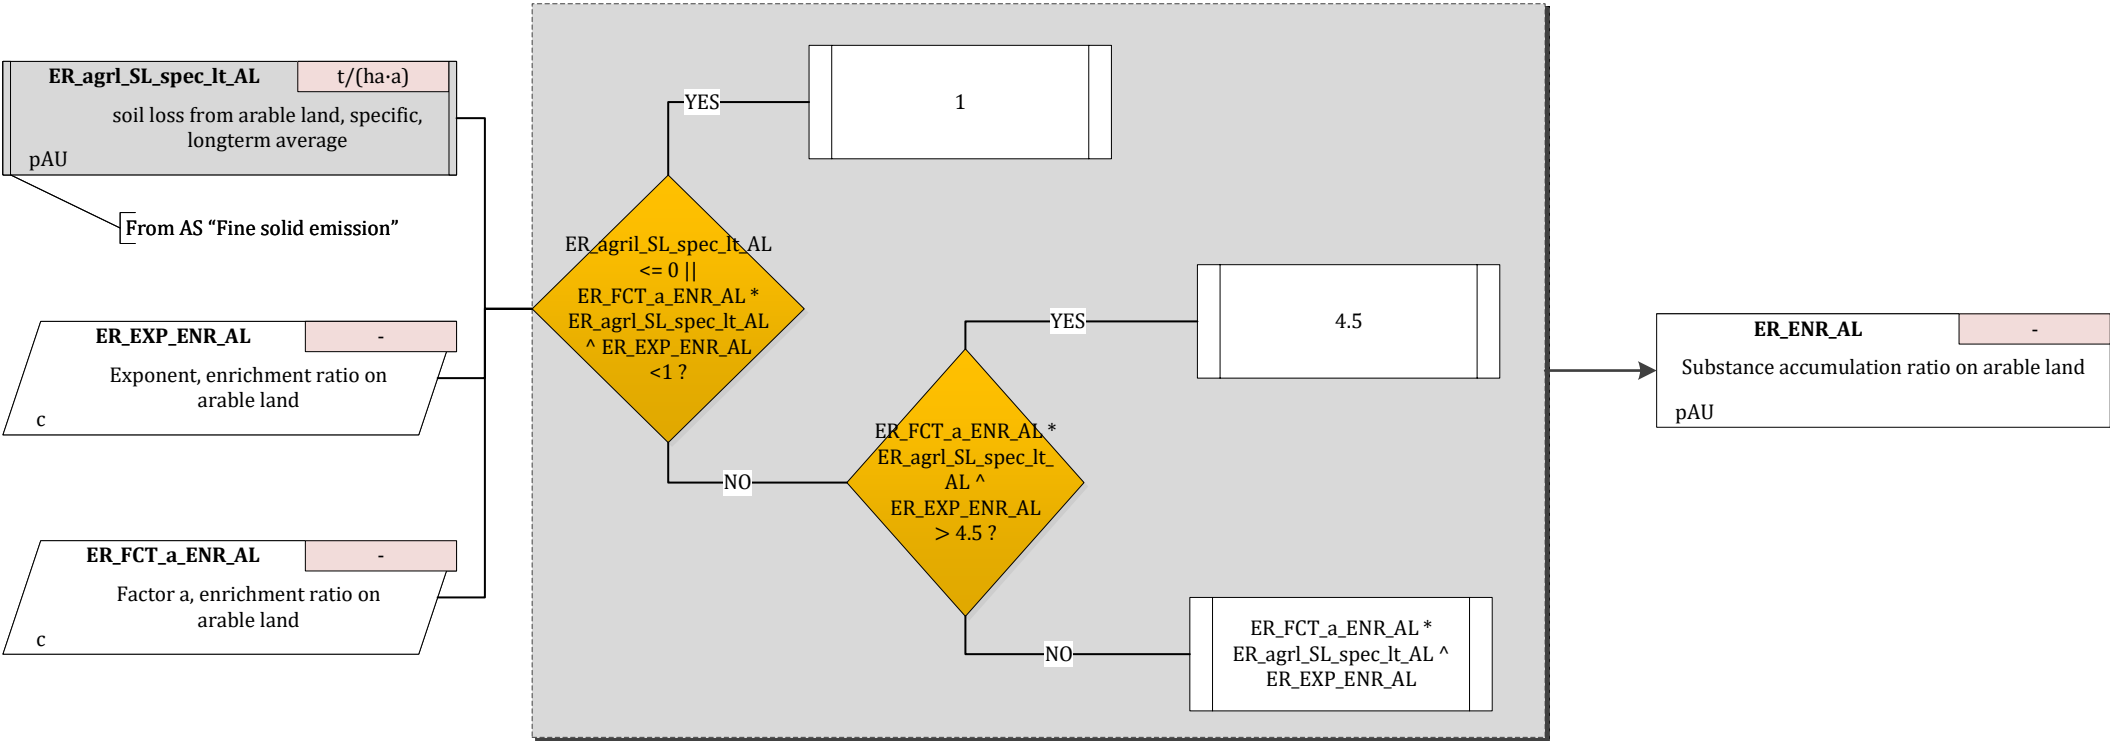 ER_agrl_SL_spec_lt_AL
t/(ha·a)
soil loss from arable land, specific,
longterm average
pAU
From AS “Fine solid emission”
ER_EXP_ENR_AL
-
Exponent, enrichment ratio on
arable land
c
ER_FCT_a_ENR_AL
-
Factor a, enrichment ratio on
arable land
c
YES
1
ER_agril_SL_spec_lt_AL
<= 0 ||
ER_FCT_a_ENR_AL *
ER_agrl_SL_spec_lt_AL
^ ER_EXP_ENR_AL
<1 ?
NO
YES
4.5
ER_FCT_a_ENR_AL *
ER_agrl_SL_spec_lt_
AL ^
ER_EXP_ENR_AL
> 4.5 ?
NO
ER_FCT_a_ENR_AL *
ER_agrl_SL_spec_lt_AL ^
ER_EXP_ENR_AL
ER_ENR_AL
-
Substance accumulation ratio on arable land
pAU